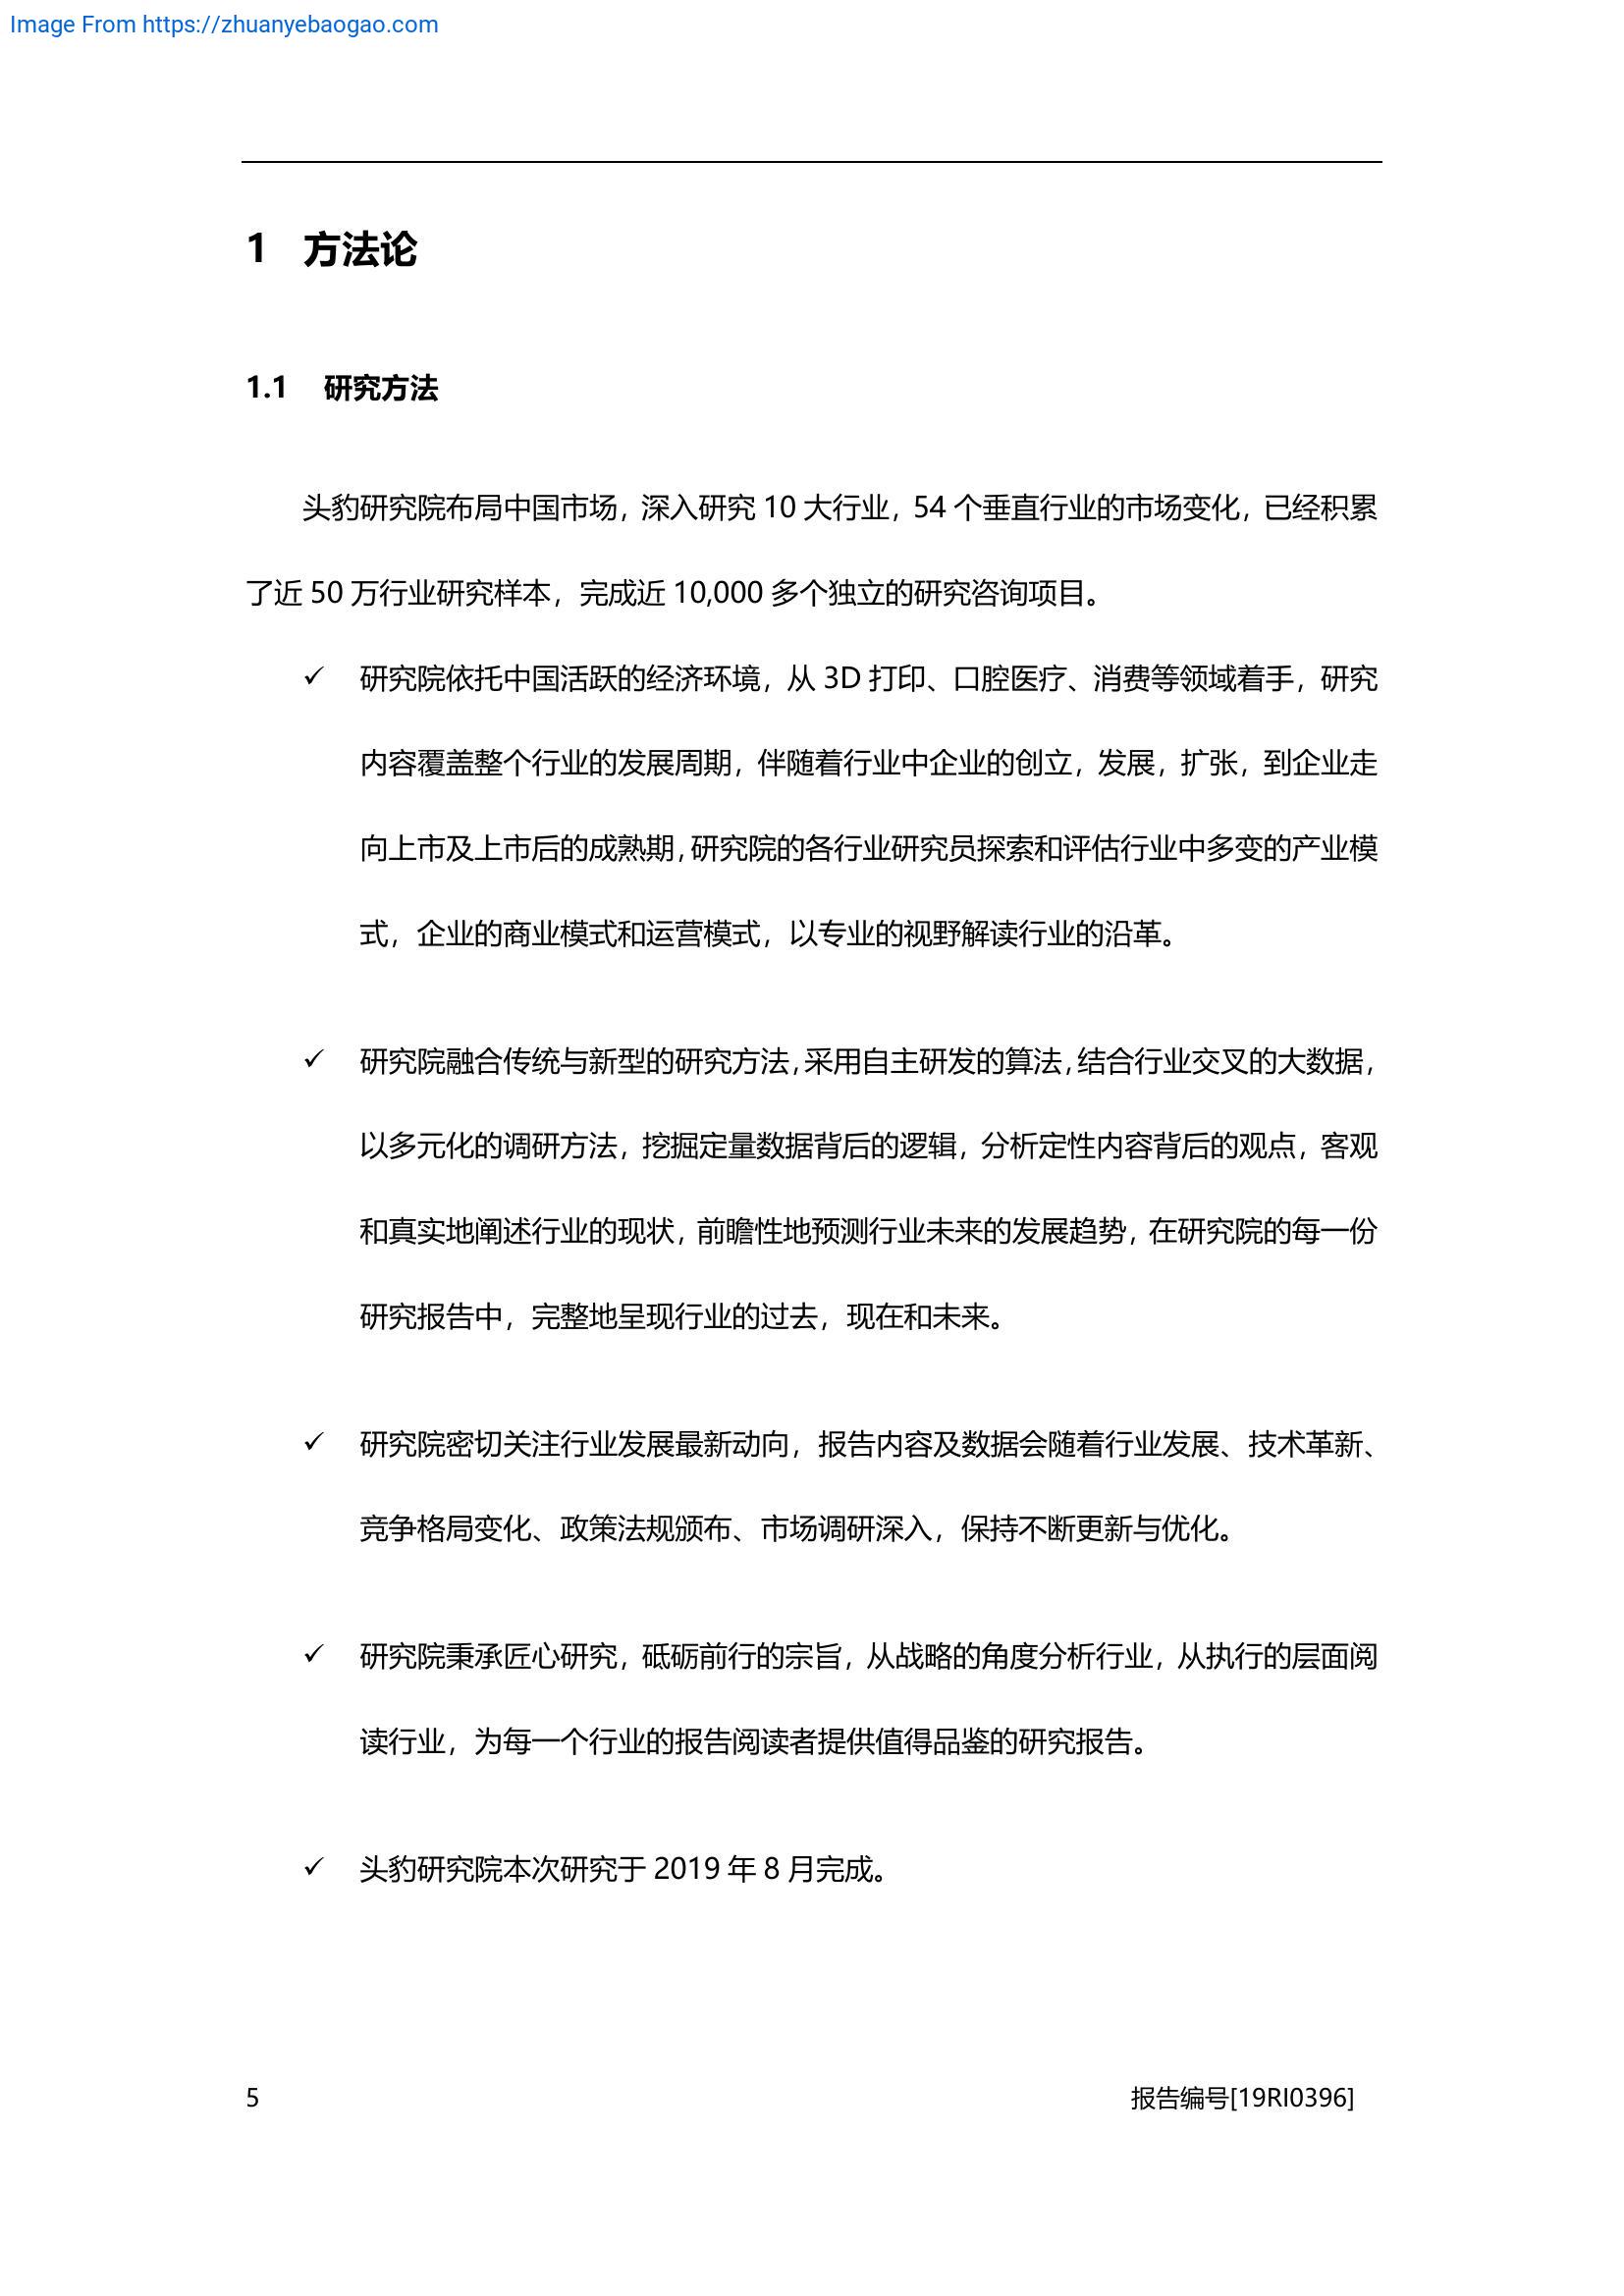 Image From https://zhuanyebaogao.com
1 方法论
1.1 研究方法
头豹研究院布局中国市场，深入研究 10 大行业，54 个垂直行业的市场变化，已经积累
了近 50 万行业研究样本，完成近 10,000 多个独立的研究咨询项目。
✓ 研究院依托中国活跃的经济环境，从 3D 打印、口腔医疗、消费等领域着手，研究
内容覆盖整个行业的发展周期，伴随着行业中企业的创立，发展，扩张，到企业走
向上市及上市后的成熟期，研究院的各行业研究员探索和评估行业中多变的产业模
式，企业的商业模式和运营模式，以专业的视野解读行业的沿革。
✓ 研究院融合传统与新型的研究方法，采用自主研发的算法，结合行业交叉的大数据，
以多元化的调研方法，挖掘定量数据背后的逻辑，分析定性内容背后的观点，客观
和真实地阐述行业的现状，前瞻性地预测行业未来的发展趋势，在研究院的每一份
研究报告中，完整地呈现行业的过去，现在和未来。
✓ 研究院密切关注行业发展最新动向，报告内容及数据会随着行业发展、技术革新、
竞争格局变化、政策法规颁布、市场调研深入，保持不断更新与优化。
✓ 研究院秉承匠心研究，砥砺前行的宗旨，从战略的角度分析行业，从执行的层面阅
读行业，为每一个行业的报告阅读者提供值得品鉴的研究报告。
✓ 头豹研究院本次研究于 2019 年 8 月完成。
5 报告编号[19RI0396]